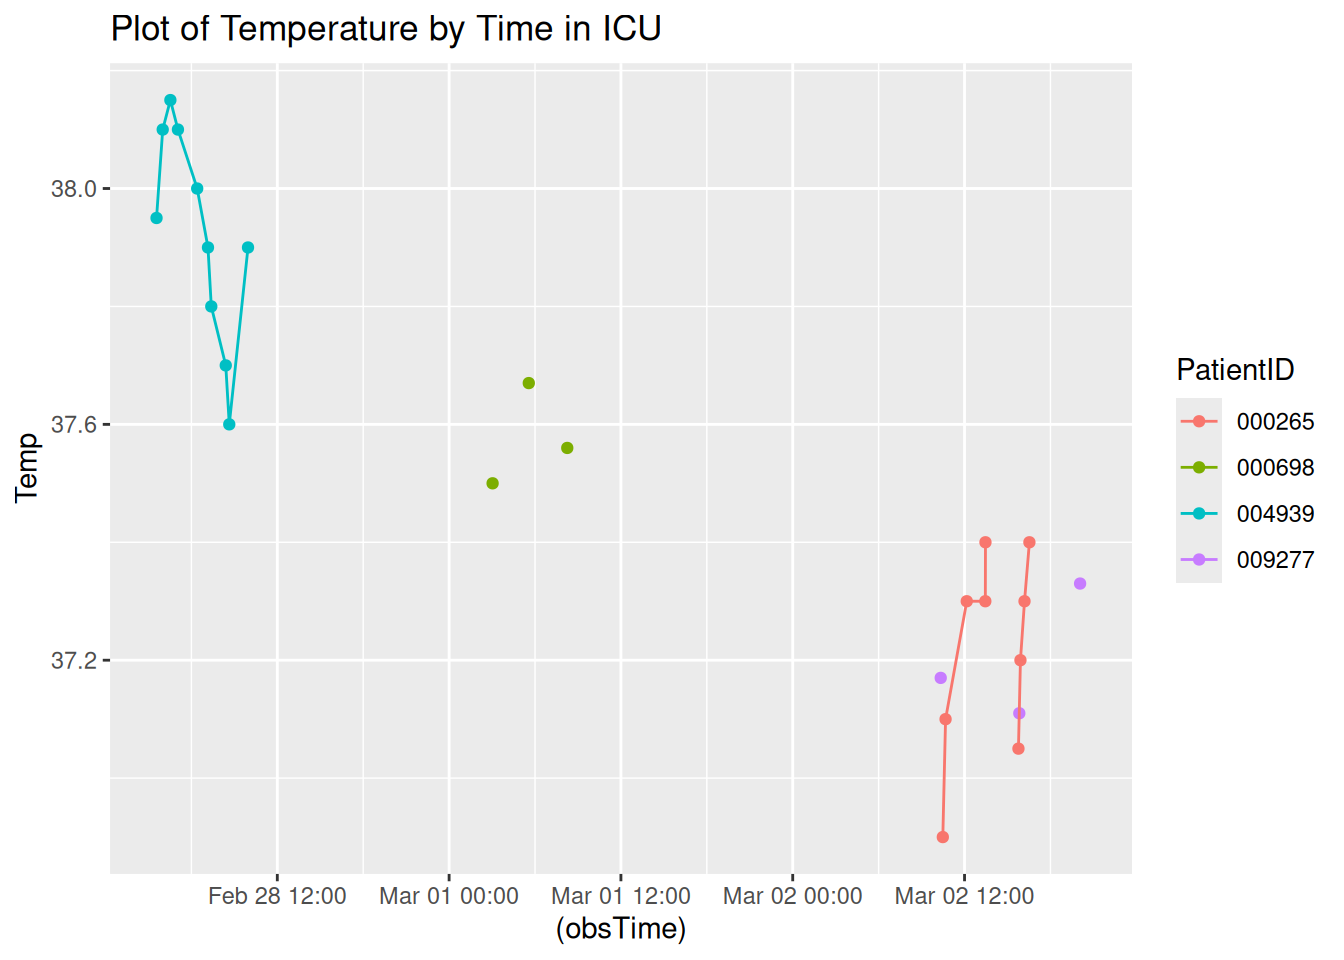 Plot of Temperature by Time in ICU
38.0
37.6
37.2
Temp
Feb 28 12:00 Mar 01 00:00 Mar 01 12:00 Mar 02 00:00 Mar 02 12:00
(obsTime)
PatientID
000265
000698
004939
009277